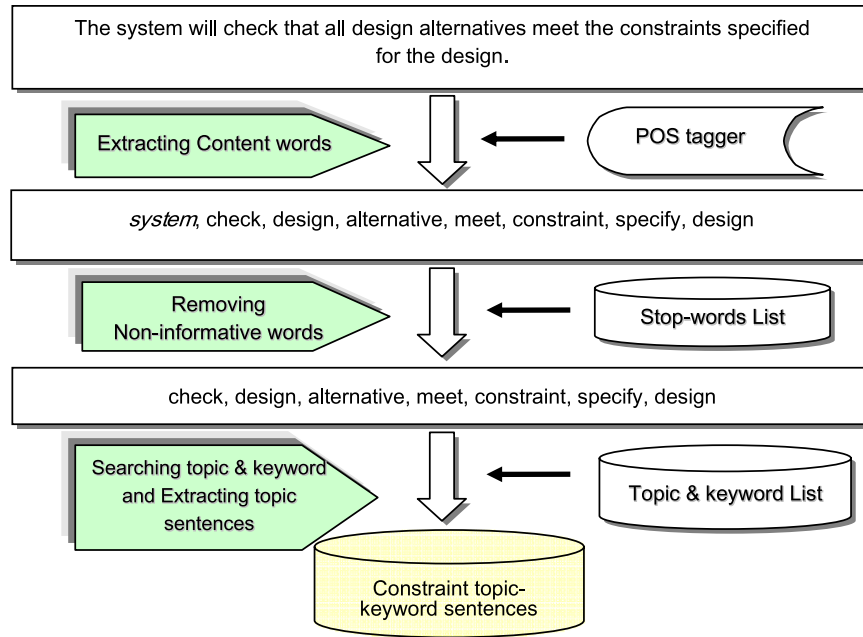 The system will check that all design alternatives meet the constraints specified
for the design.
Extracting Content words
POS tagger
system, check, design, alternative, meet, constraint, specify, design
Removing
Non-informative words
Stop-words List
check, design, alternative, meet, constraint, specify, design
Searching topic & keyword
and Extracting topic
sentences
Topic & keyword List
Constraint topic-
keyword sentences